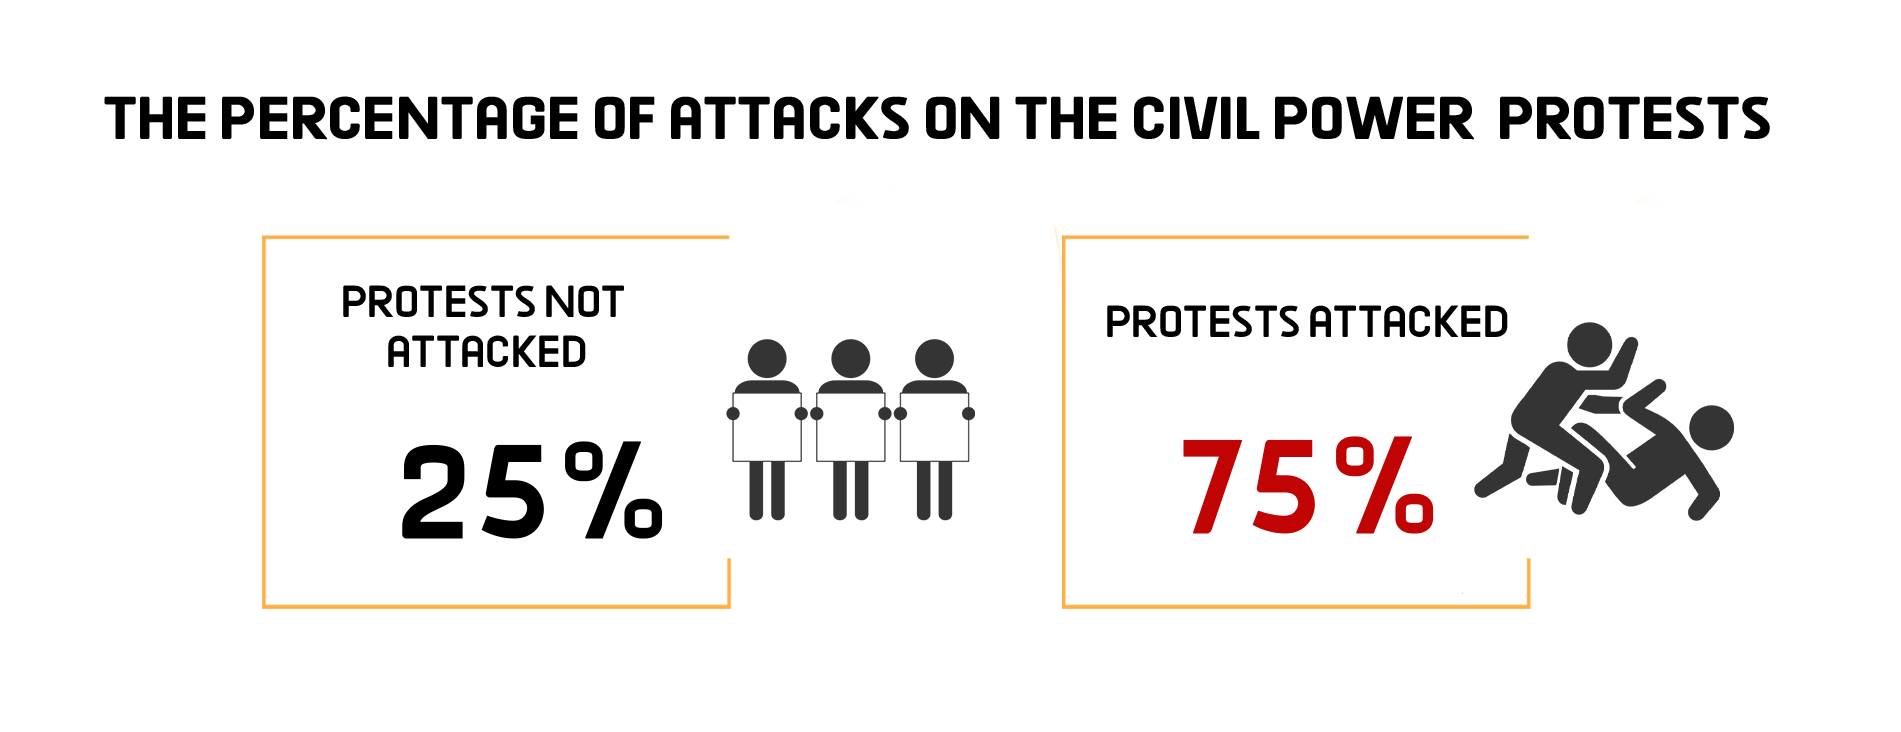 THE PERCENTAGE OF ATTACKS ON THE CIVIL POWER PROTESTS
PROTESTS NOT
ATTACKED
25%
PROTESTS ATTACKED
75%